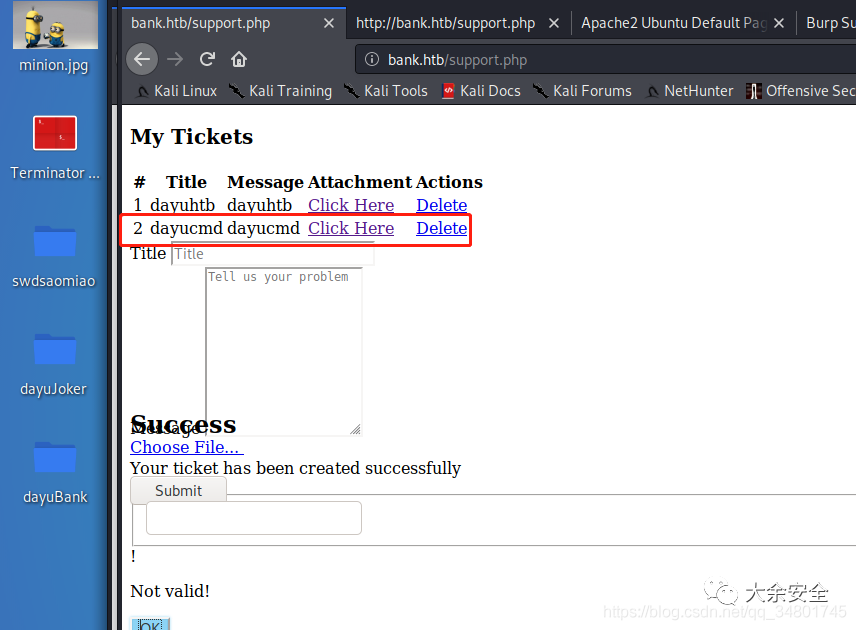 minion.jpg
Terminator ...
swdsaomiao
dayuJoker
dayuBank
bank.htb/support.php
http://bank.htb/support.php
Apache2 Ubuntu Default Pag
Burp Su
bank.htb/support.php
Kali Linux Kali Training Kali Tools Kali Docs Kali Forums NetHunter Offensive Sec
My Tickets
# Title Message Attachment Actions
1 dayuhtb dayuhtb Click Here Delete
2 dayucmd dayucmd Click Here Delete
Title Title
Tell us your problem
Message
Success
Choose File...
Your ticket has been created successfully
Submit
!
Not valid!
OK
大余安全
https://blog.csdn.net/qq_34801745